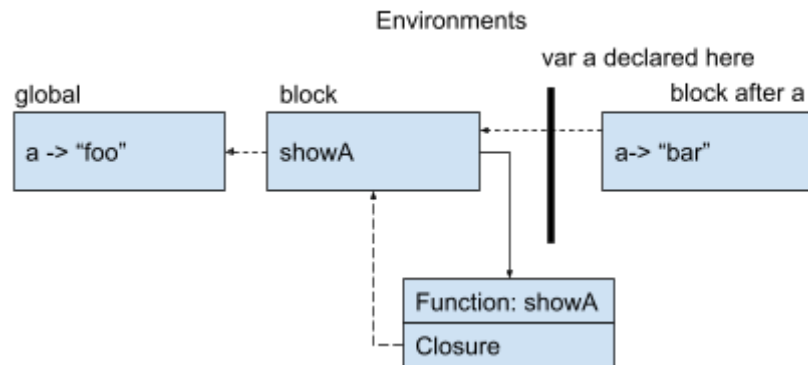 Environments
var a declared here
global
block
block after a
a -> “foo”
showA
a-> “bar”
Function: showA
Closure